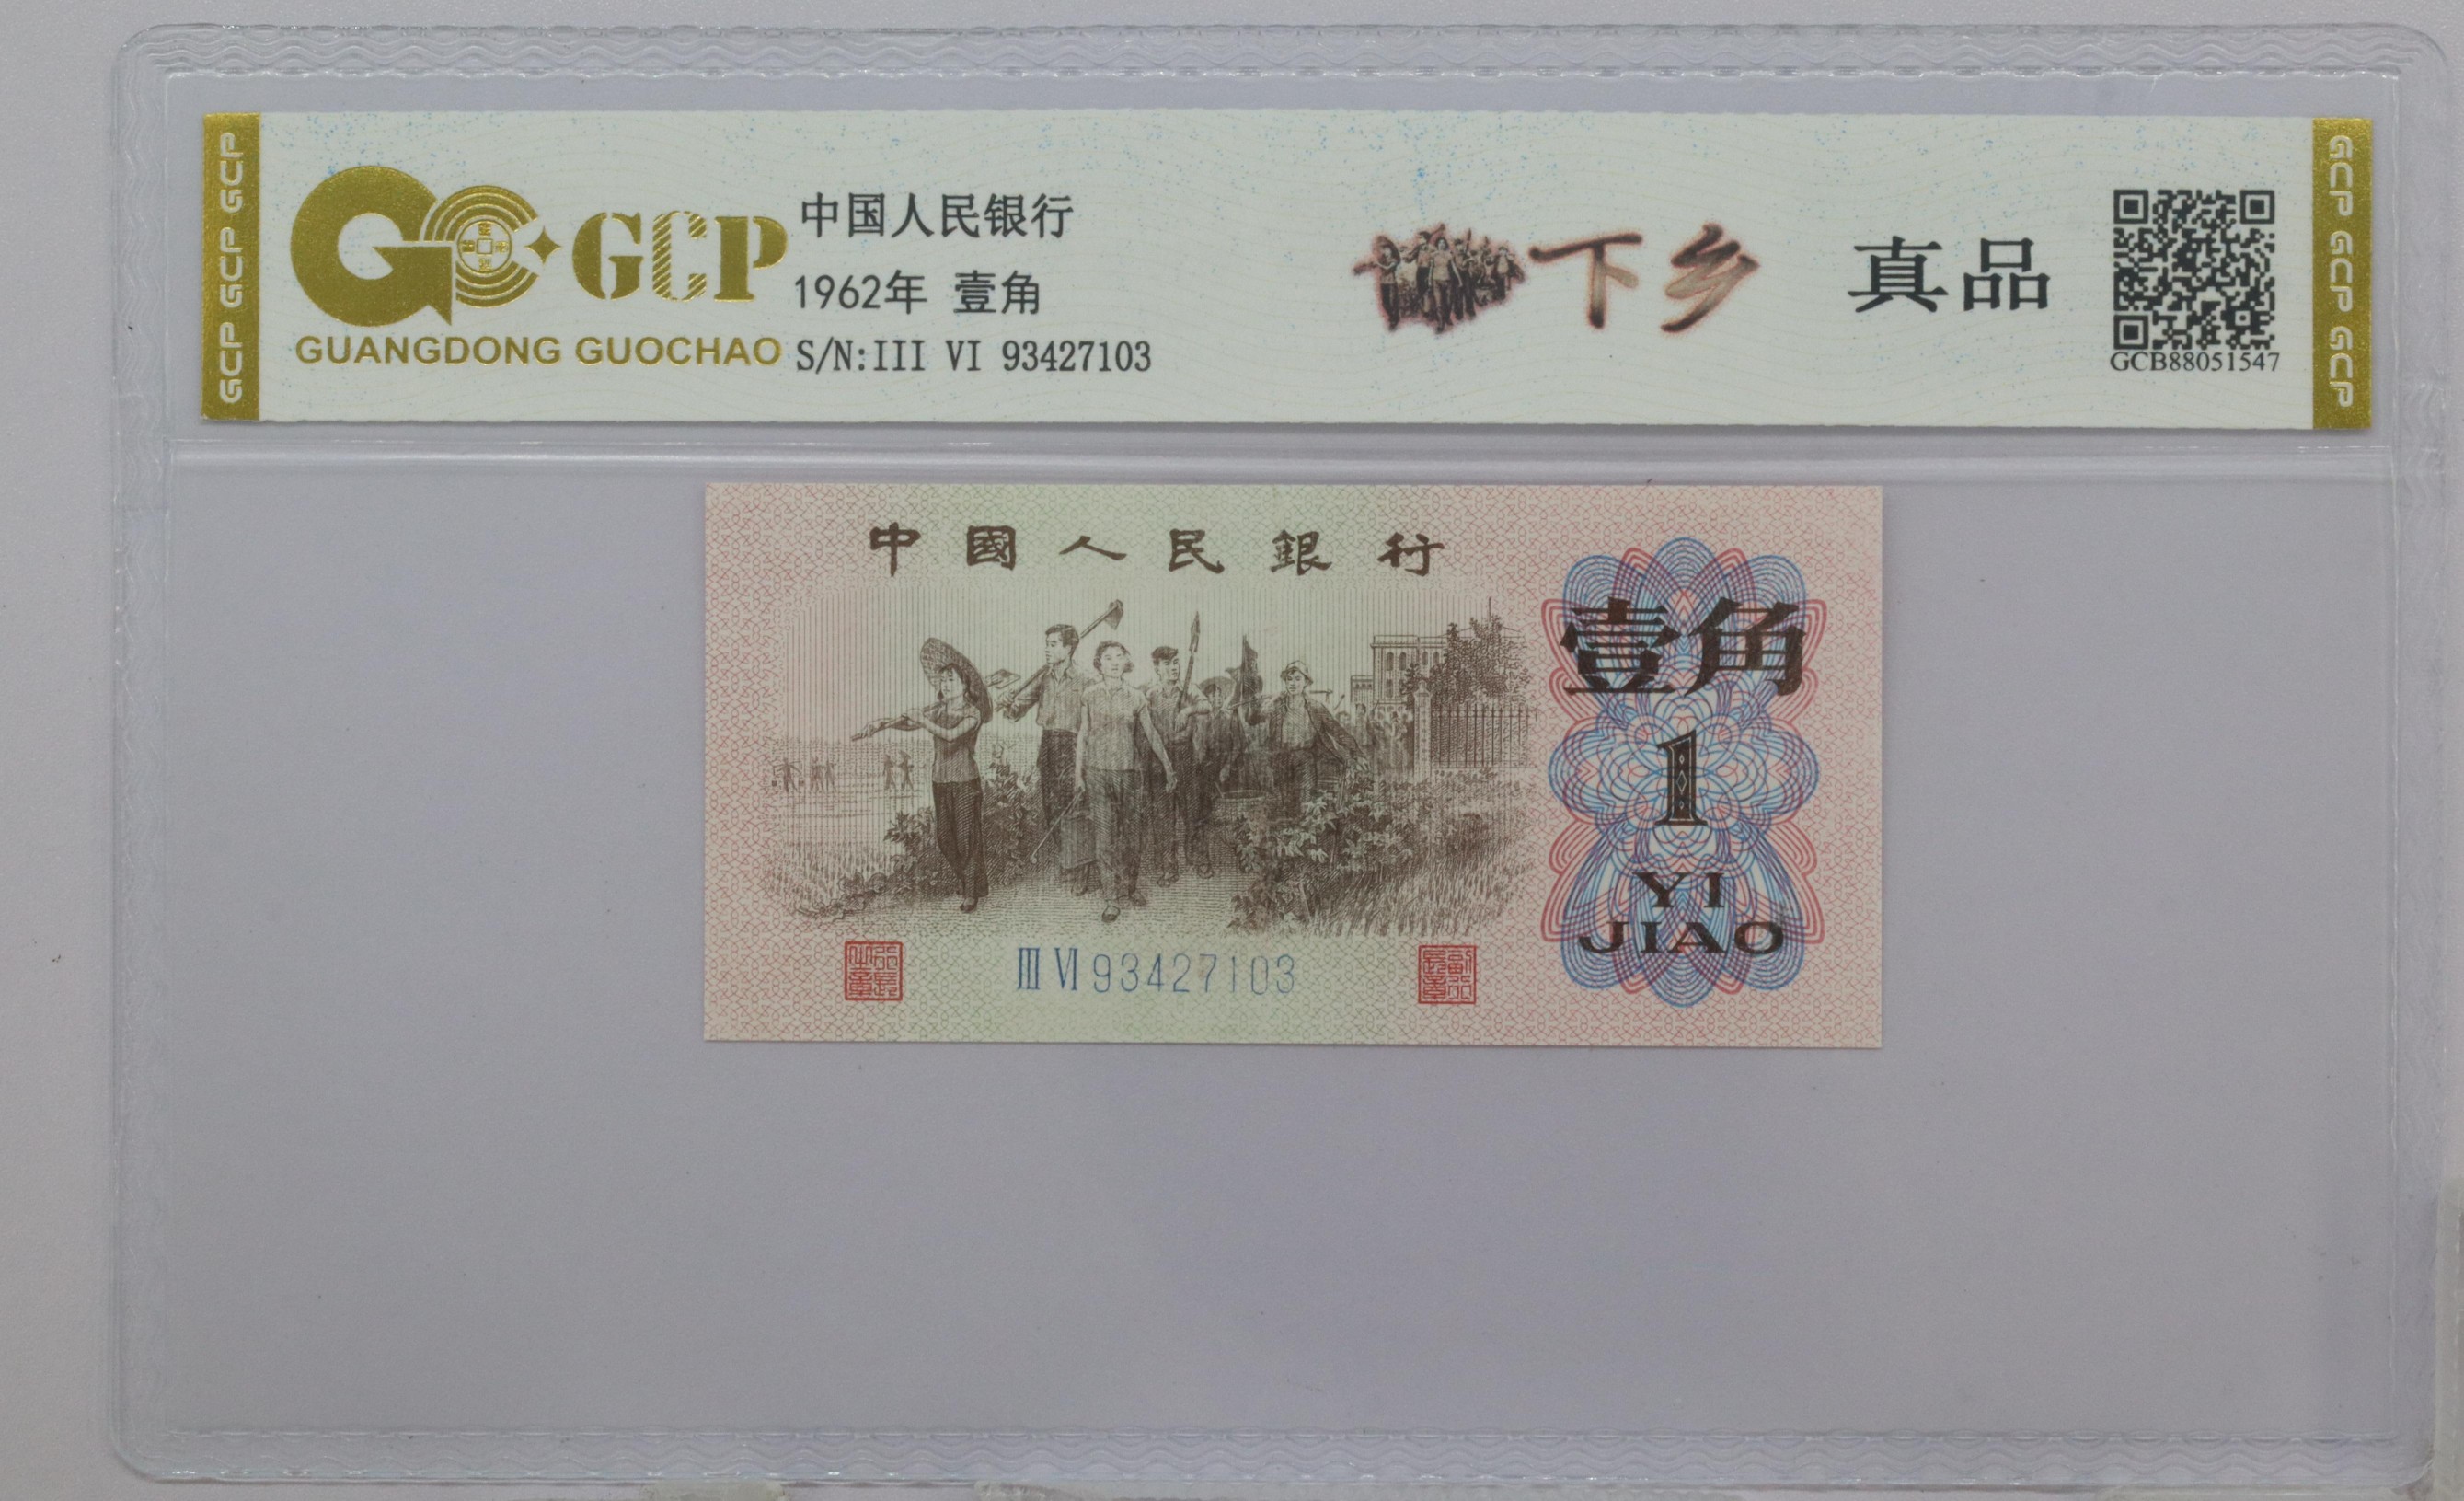 GCP GCP GCP
GCP
GUANGDONG GUOCHAO
中国人民银行
1962年 壹角
S/N:III VI 93427103
下乡
真品
GCB88051547
GCP GCP GCP
中國人民銀行
壹角
1
YI
JIAO
III VI 93427103